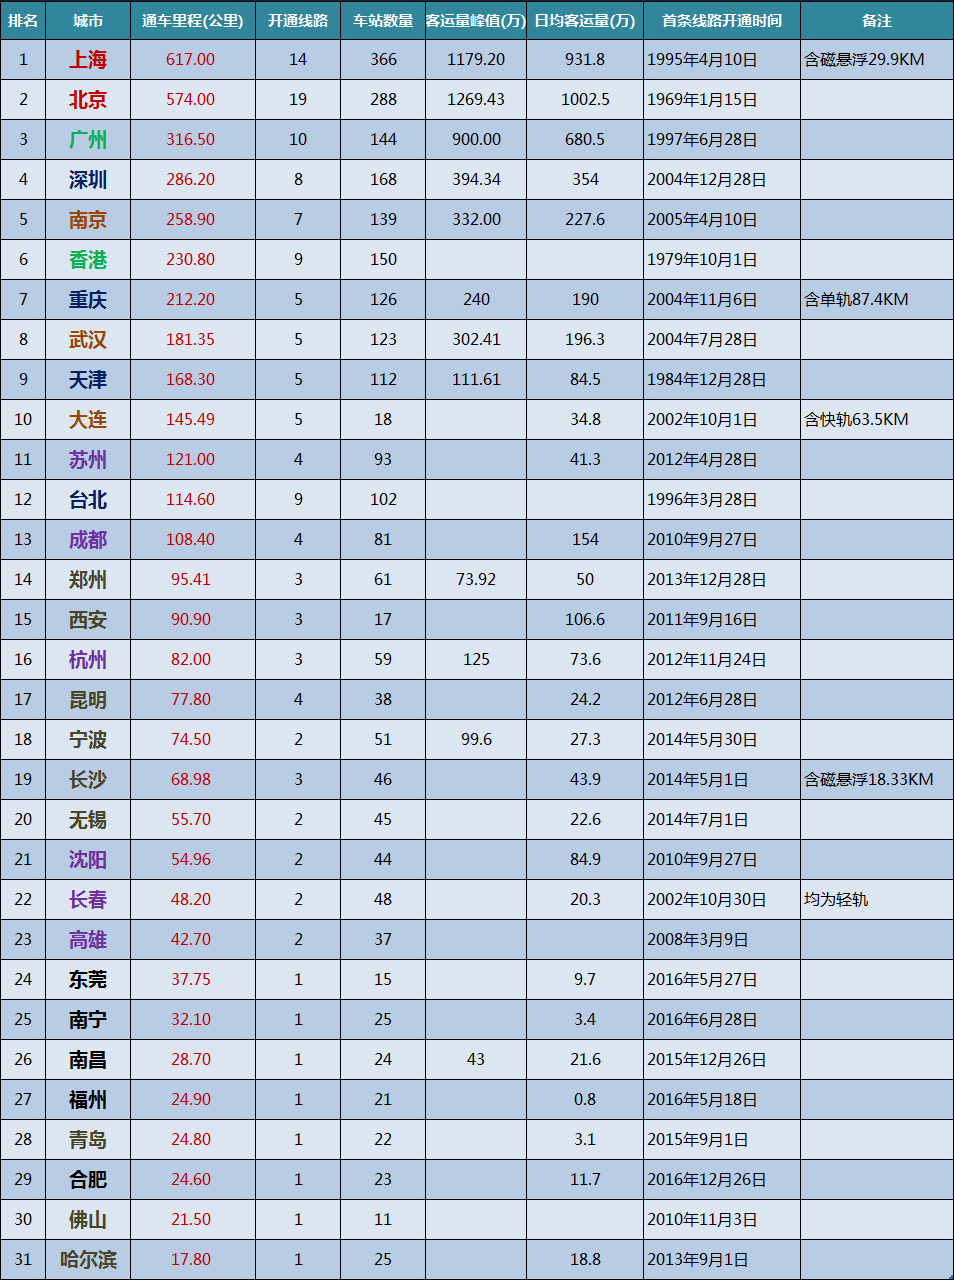 排名 城市 通车里程(公里) 开通线路 车站数量 客运量峰值(万) 日均客运量(万) 首条线路开通时间 备注
1 上海 617.00 14 366 1179.20 931.8 1995年4月10日 含磁悬浮29.9KM
2 北京 574.00 19 288 1269.43 1002.5 1969年1月15日
3 广州 316.50 10 144 900.00 680.5 1997年6月28日
4 深圳 286.20 8 168 394.34 354 2004年12月28日
5 南京 258.90 7 139 332.00 227.6 2005年4月10日
6 香港 230.80 9 150 1979年10月1日
7 重庆 212.20 5 126 240 190 2004年11月6日 含单轨87.4KM
8 武汉 181.35 5 123 302.41 196.3 2004年7月28日
9 天津 168.30 5 112 111.61 84.5 1984年12月28日
10 大连 145.49 5 18 34.8 2002年10月1日 含快轨63.5KM
11 苏州 121.00 4 93 41.3 2012年4月28日
12 台北 114.60 9 102 1996年3月28日
13 成都 108.40 4 81 154 2010年9月27日
14 郑州 95.41 3 61 73.92 50 2013年12月28日
15 西安 90.90 3 17 106.6 2011年9月16日
16 杭州 82.00 3 59 125 73.6 2012年11月24日
17 昆明 77.80 4 38 24.2 2012年6月28日
18 宁波 74.50 2 51 99.6 27.3 2014年5月30日
19 长沙 68.98 3 46 43.9 2014年5月1日 含磁悬浮18.33KM
20 无锡 55.70 2 45 22.6 2014年7月1日
21 沈阳 54.96 2 44 84.9 2010年9月27日
22 长春 48.20 2 48 20.3 2002年10月30日 均为轻轨
23 高雄 42.70 2 37 2008年3月9日
24 东莞 37.75 1 15 9.7 2016年5月27日
25 南宁 32.10 1 25 3.4 2016年6月28日
26 南昌 28.70 1 24 43 21.6 2015年12月26日
27 福州 24.90 1 21 0.8 2016年5月18日
28 青岛 24.80 1 22 3.1 2015年9月1日
29 合肥 24.60 1 23 11.7 2016年12月26日
30 佛山 21.50 1 11 2010年11月3日
31 哈尔滨 17.80 1 25 18.8 2013年9月1日